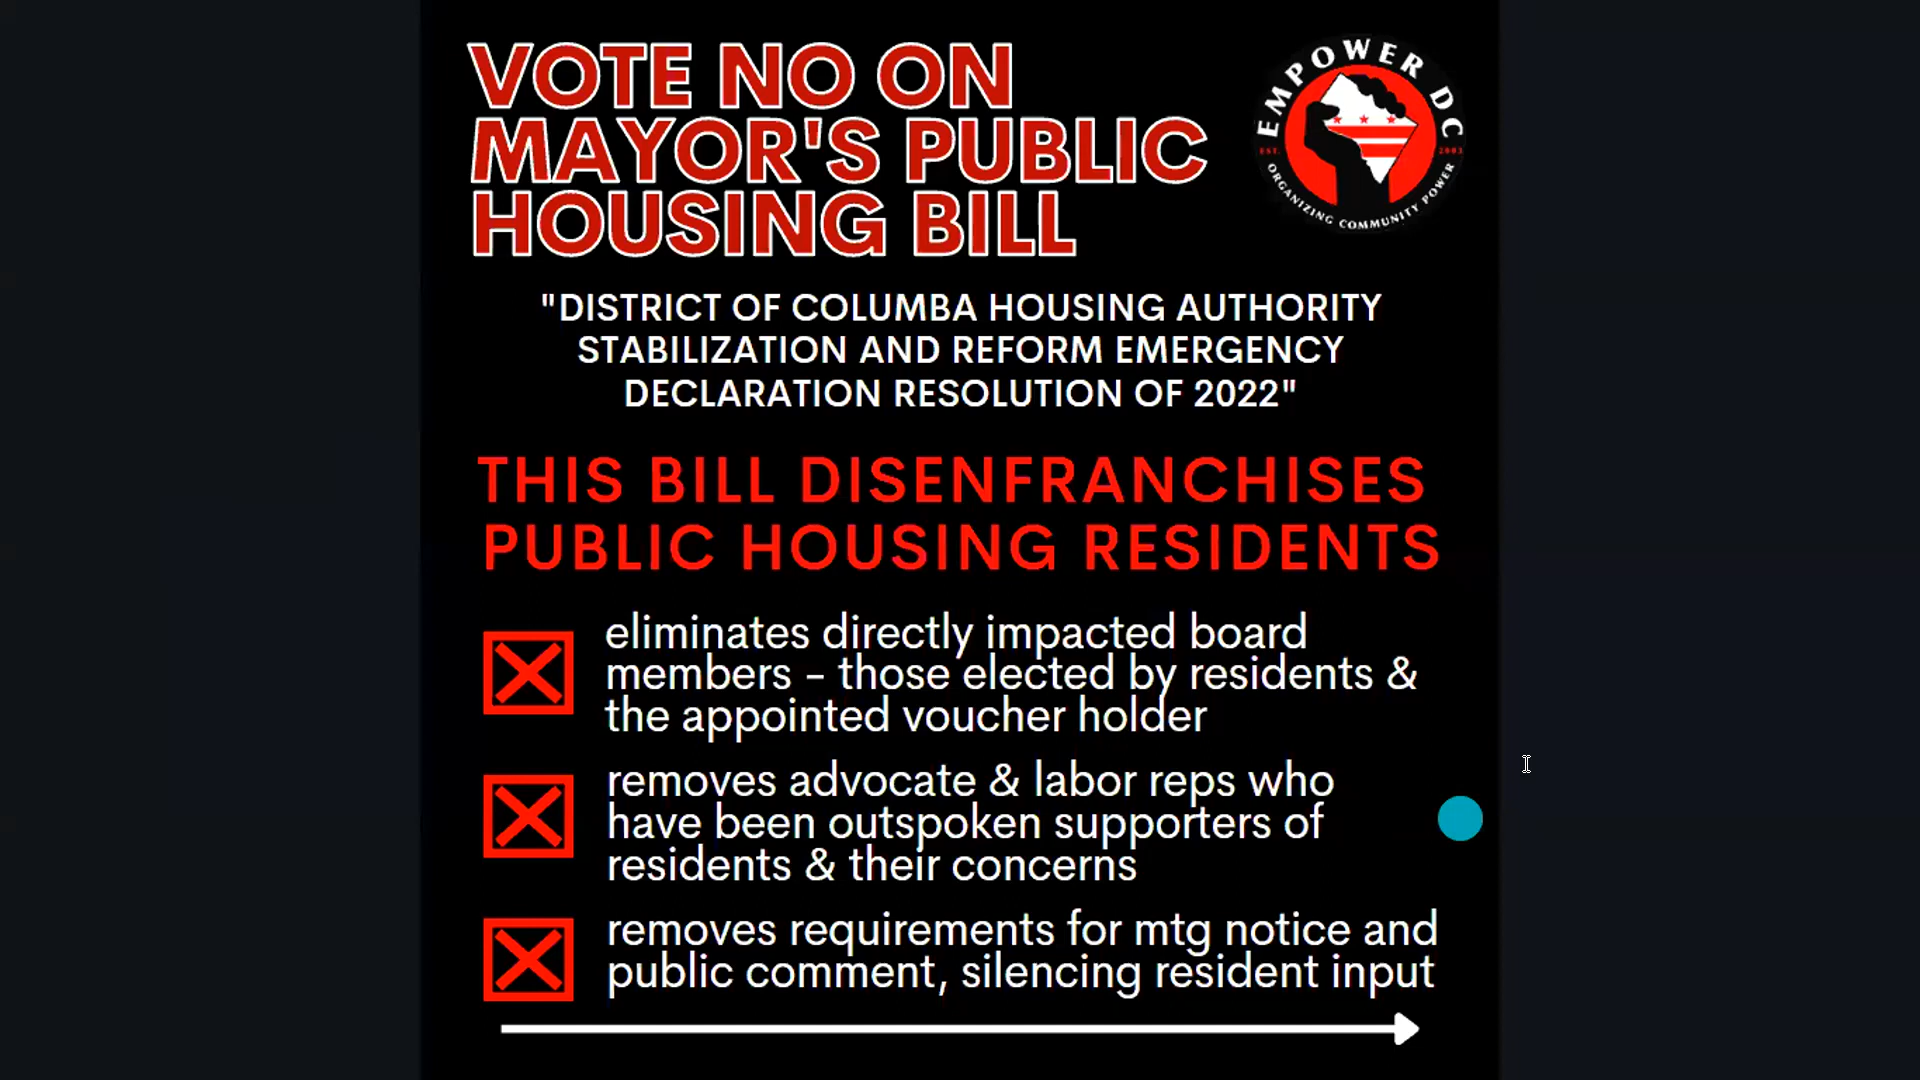 VOTE NO ON
MAYOR'S PUBLIC
HOUSING BILL
EMPOWER DC
EST. 2003
ORGANIZING COMMUNITY POWER
"DISTRICT OF COLUMBA HOUSING AUTHORITY
STABILIZATION AND REFORM EMERGENCY
DECLARATION RESOLUTION OF 2022"
THIS BILL DISENFRANCHISES
PUBLIC HOUSING RESIDENTS
eliminates directly impacted board
members - those elected by residents &
the appointed voucher holder
removes advocate & labor reps who
have been outspoken supporters of
residents & their concerns
removes requirements for mtg notice and
public comment, silencing resident input